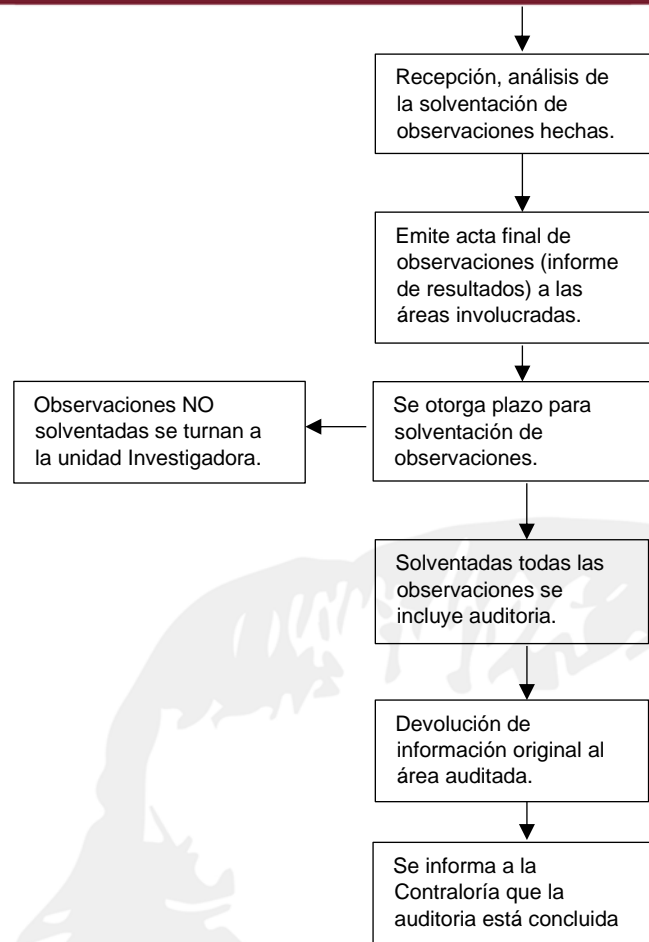 Recepción, análisis de
la solventación de
observaciones hechas.
Emite acta final de
observaciones (informe
de resultados) a las
áreas involucradas.
Observaciones NO
solventadas se turnan a
la unidad Investigadora.
Se otorga plazo para
solventación de
observaciones.
Solventadas todas las
observaciones se
incluye auditoria.
Devolución de
información original al
área auditada.
Se informa a la
Contraloría que la
auditoria está concluida